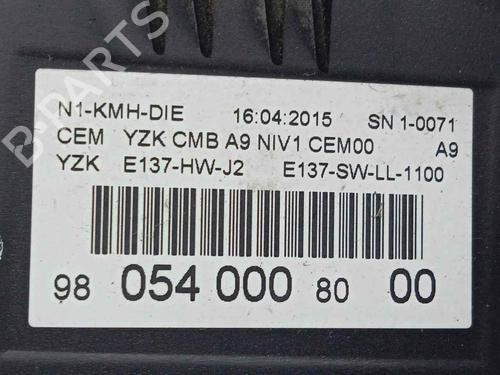 B-PARTS
N1-KMH-DIE 16:04:2015 SN 1-0071
CEM YZK CMB A9 NIV1 CEM00 A9
YZK E137-HW-J2 E137-SW-LL-1100
98 054 000 80 00